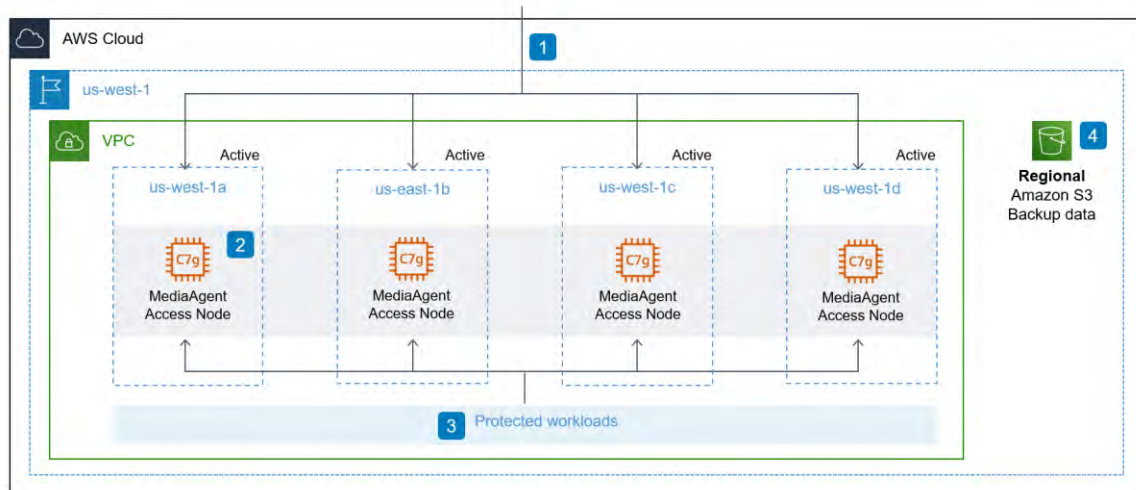 AWS Cloud
1
us-west-1
VPC
4
Active
Active
Active
Active
us-west-1a
us-east-1b
us-west-1c
us-west-1d
Regional
Amazon S3
Backup data
2
C7g
C7g
C7g
C7g
MediaAgent
Access Node
MediaAgent
Access Node
MediaAgent
Access Node
MediaAgent
Access Node
3
Protected workloads